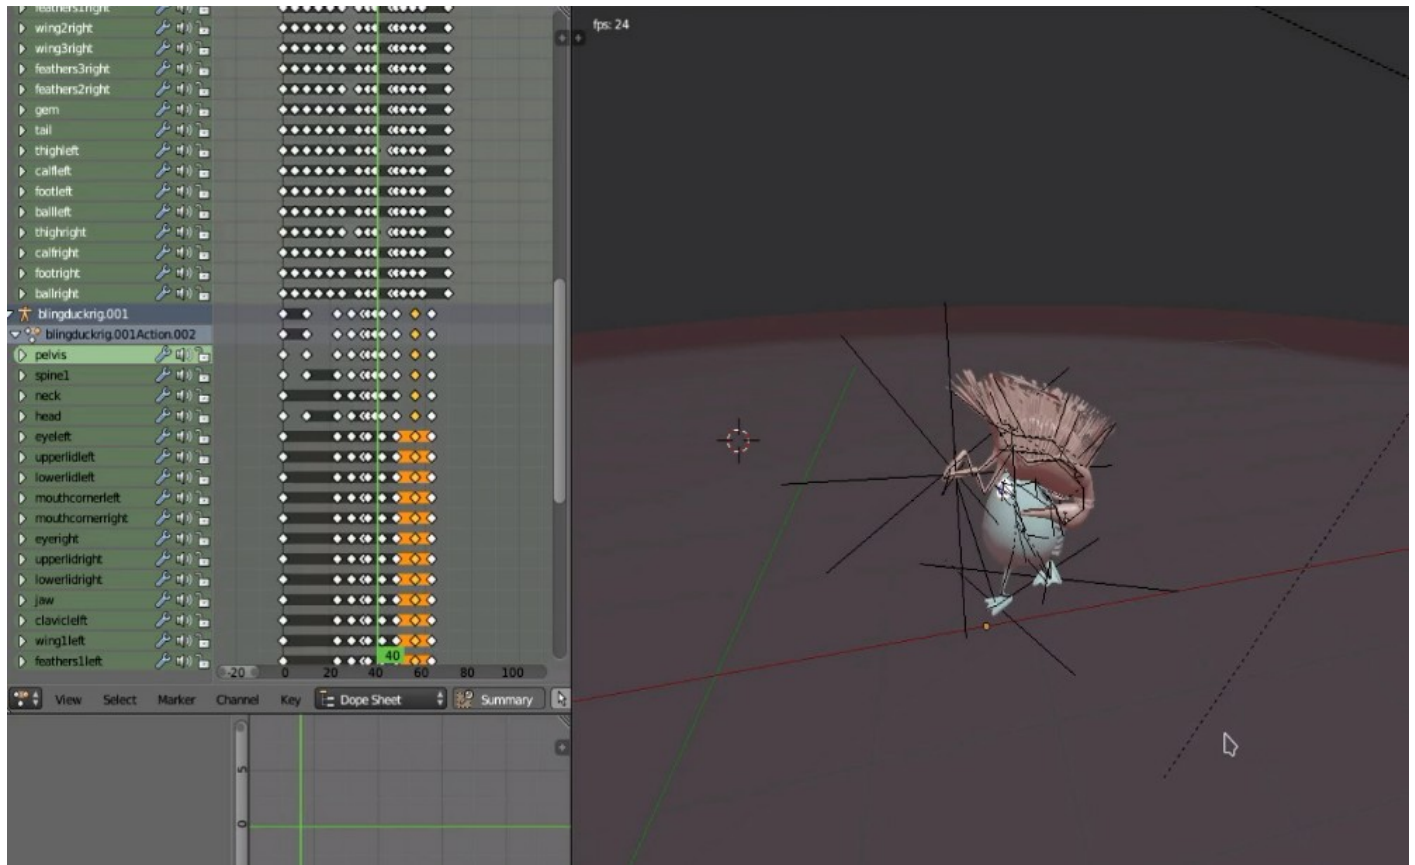 feathers1right
wing2right
wing3right
feathers3right
feathers2right
gem
tail
thighleft
calfleft
footleft
ballleft
thighright
calfright
footright
ballright
blingduckrig.001
blingduckrig.001Action.002
pelvis
spine1
neck
head
eyeleft
upperlidleft
lowerlidleft
mouthcornerleft
mouthcornerright
eyeright
upperlidright
lowerlidright
jaw
clavicleft
wing1left
feathers1left
40
-20 0 20 40 60 80 100
View Select Marker Channel Key Dope Sheet Summary
5
0
fps: 24